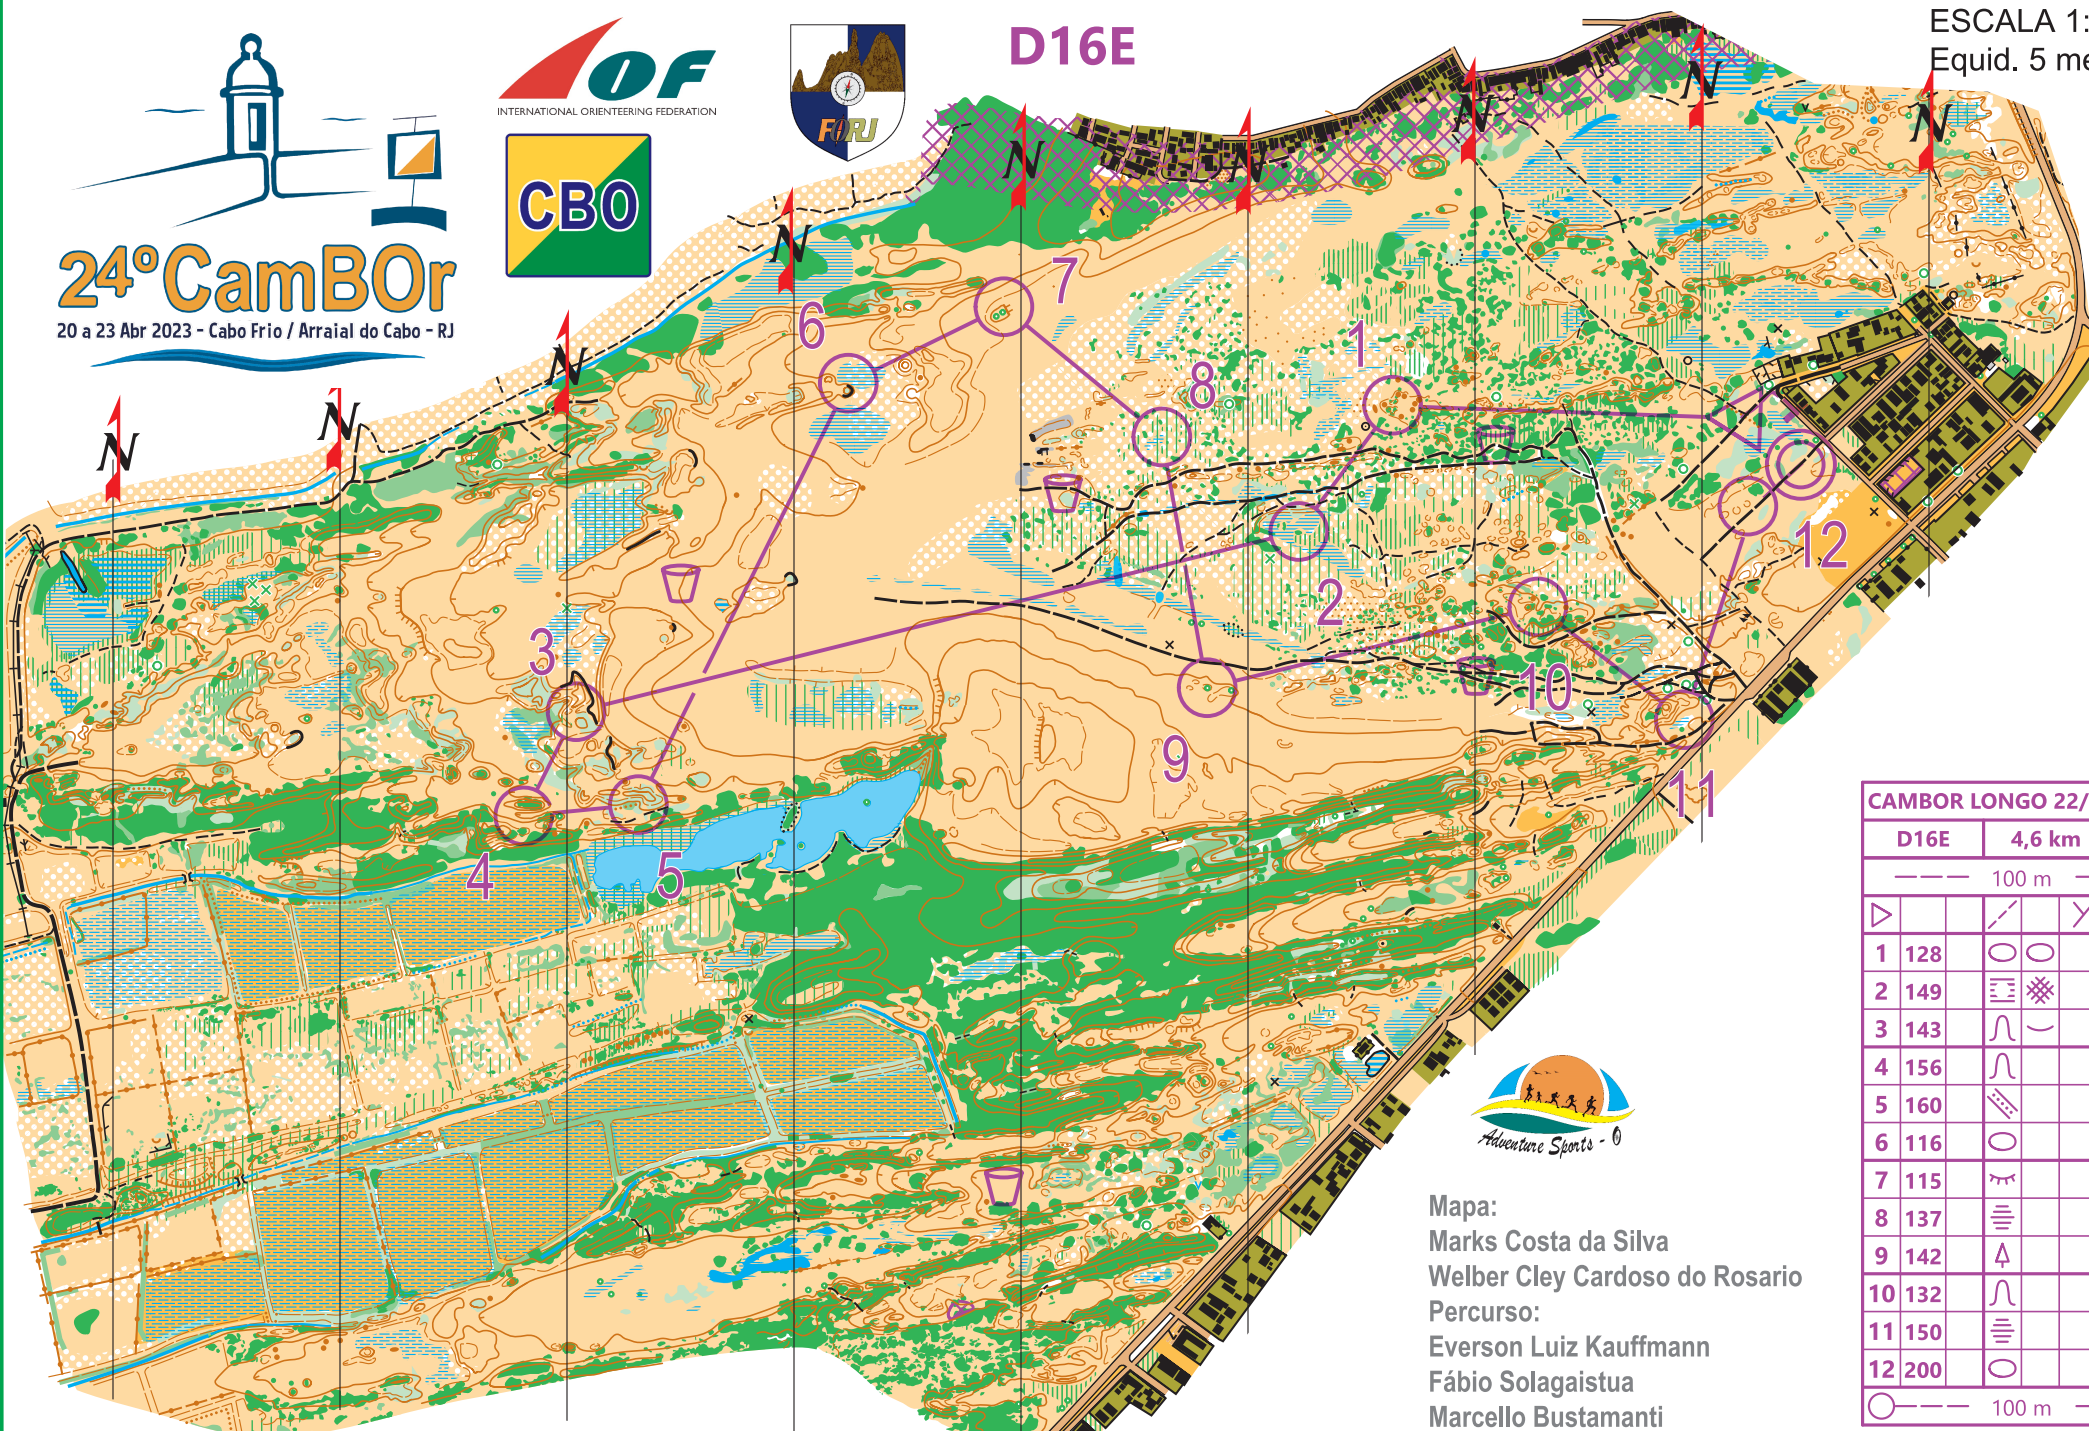 D16E
ESCALA 1:
Equid. 5 me
IOF
INTERNATIONAL ORIENTEERING FEDERATION
FORJ
CBO
24ºCamBOr
20 a 23 Abr 2023 - Cabo Frio / Arraial do Cabo - RJ
N
N
N
N
N
N
N
N
N
7
6
1
8
12
2
3
10
9
11
4
5
CAMBOR LONGO 22/
D16E 4,6 km
100 m
1 128
2 149
3 143
4 156
5 160
6 116
7 115
8 137
9 142
10 132
11 150
12 200
100 m
Adventure Sports - O
Mapa:
Marks Costa da Silva
Welber Cley Cardoso do Rosario
Percurso:
Everson Luiz Kauffmann
Fábio Solagaistua
Marcello Bustamanti